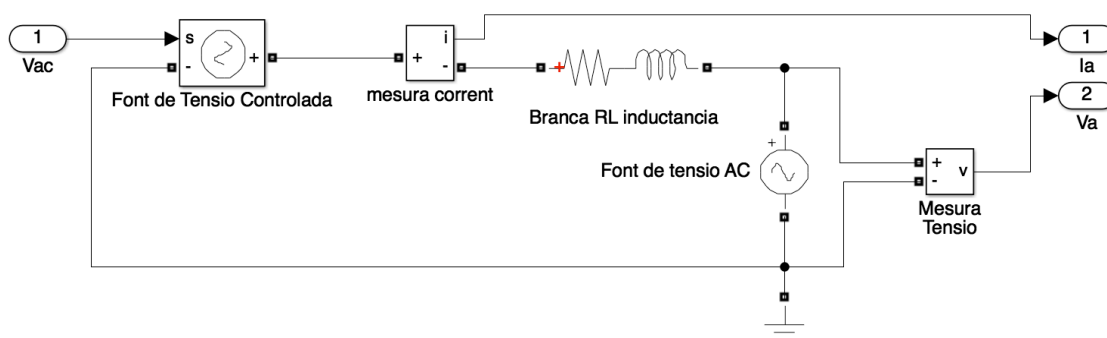 1
Vac
s
-
+
Font de Tensio Controlada
+
i
-
mesura corrent
+
Branca RL inductancia
+
Font de tensio AC
+
-
v
Mesura
Tensio
1
Ia
2
Va